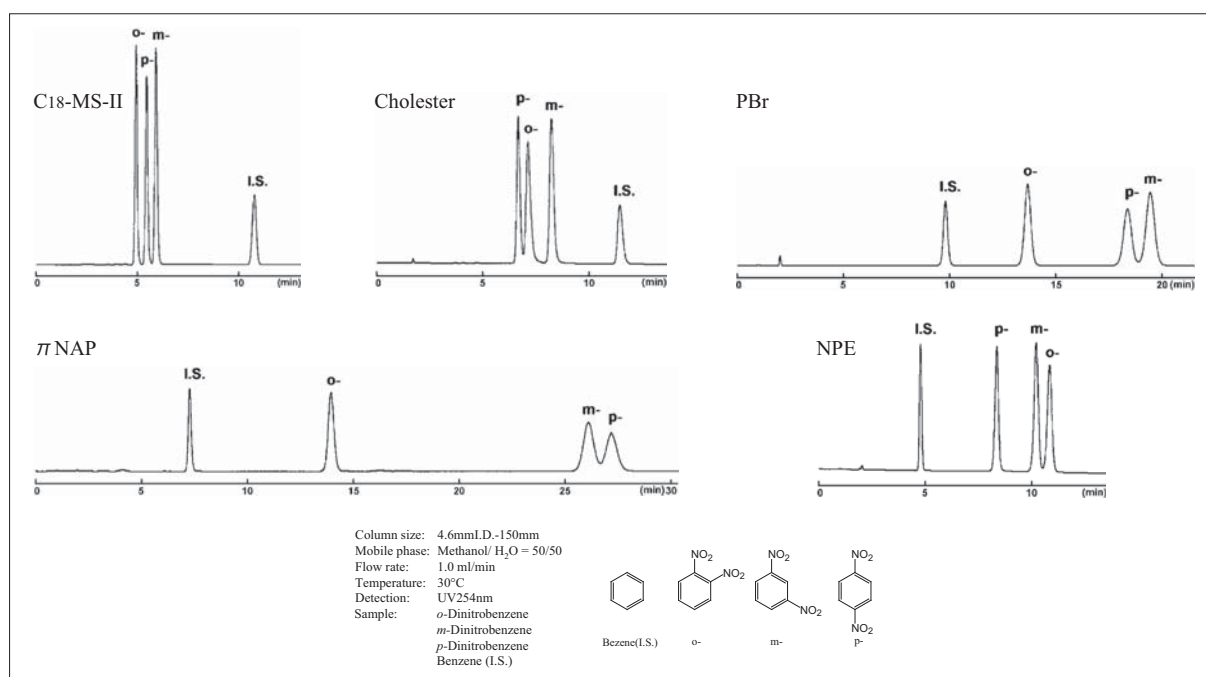 C18-MS-II
o-
m-
p-
I.S.
0
5
10
(min)
Cholester
p-
m-
o-
I.S.
0
5
10
(min)
PBr
I.S.
o-
p-
m-
0
5
10
15
20
(min)
π NAP
I.S.
o-
m-
p-
0
5
10
15
20
25
(min)
30
NPE
I.S.
p-
m-
o-
0
5
10
(min)
Column size: 4.6mmI.D.-150mm
Mobile phase: Methanol/ H2O = 50/50
Flow rate: 1.0 ml/min
Temperature: 30°C
Detection: UV254nm
Sample: o-Dinitrobenzene
m-Dinitrobenzene
p-Dinitrobenzene
Benzene (I.S.)
Bezene(I.S.)
NO2
NO2
o-
NO2
NO2
m-
NO2
NO2
p-